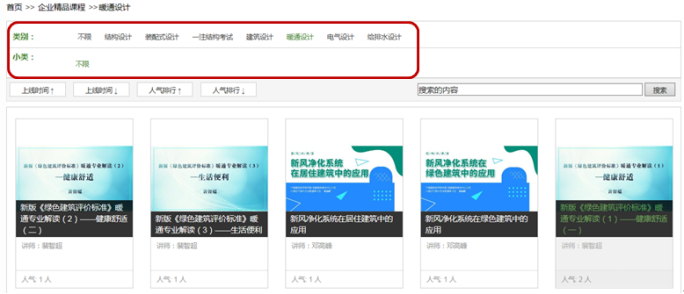 首页 >> 企业精品课程 >>暖通设计
类别： 不限 结构设计 装配式设计 一注结构考试 建筑设计 暖通设计 电气设计 给排水设计
小类： 不限
上线时间↑ 上线时间↓ 人气排行↑ 人气排行↓ 搜索的内容 搜索
新版《绿色建筑评价标准》暖通专业解读（2）
—健康舒适
新版《绿色建筑评价标准》暖通专业解读（2）——健康舒适（二）
人气: 1 人
新版《绿色建筑评价标准》暖通专业解读（3）
—生活便利
新版《绿色建筑评价标准》暖通专业解读（3）——生活便利
人气: 1 人
新风净化系统
在居住建筑中的应用
新风净化系统在居住建筑中的应用
讲师：邓高峰
人气: 1 人
新风净化系统在
绿色建筑中的应用
新风净化系统在绿色建筑中的应用
讲师：邓高峰
人气: 1 人
新版《绿色建筑评价标准》暖通专业解读（1）
—健康舒适
新版《绿色建筑评价标准》暖通专业解读（1）——健康舒适（一）
人气: 2 人